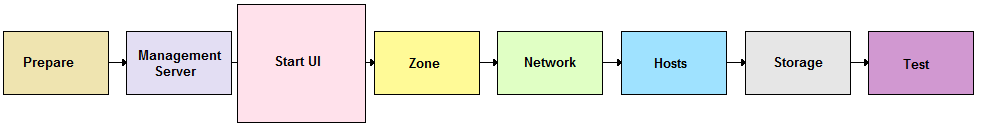 Prepare
Management
Server
Start UI
Zone
Network
Hosts
Storage
Test